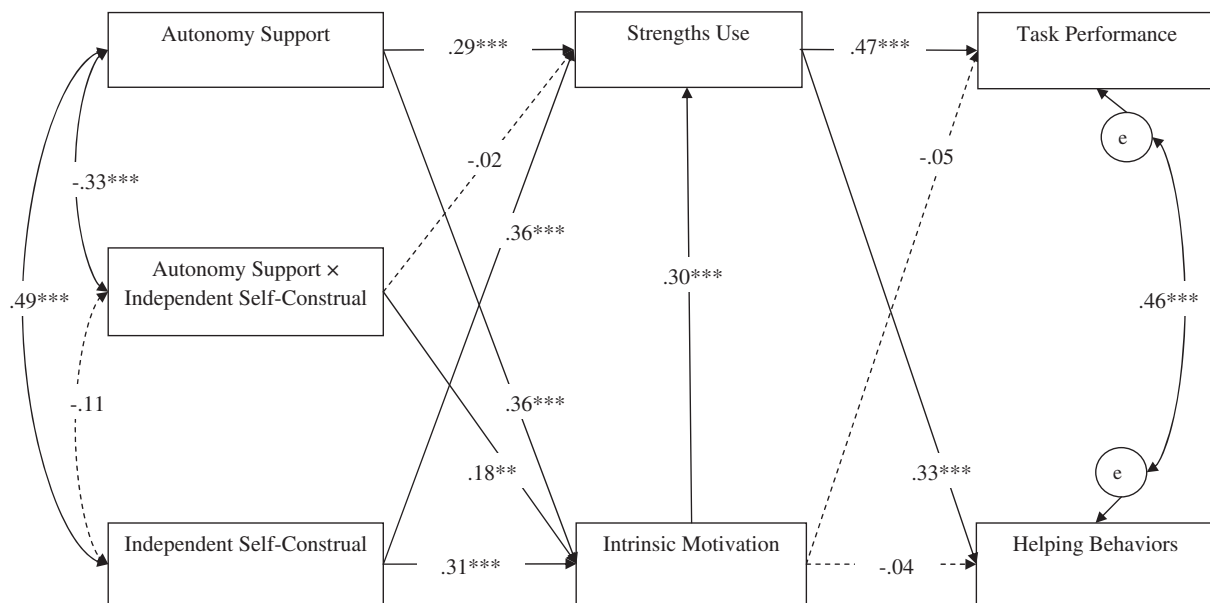 Autonomy Support
Strengths Use
Task Performance
.29***
.47***
e
-.02
-.05
-.33***
.36***
Autonomy Support ×
Independent Self-Construal
.30***
.49***
.46***
-.11
.36***
.18**
.33***
e
Independent Self-Construal
Intrinsic Motivation
Helping Behaviors
.31***
-.04